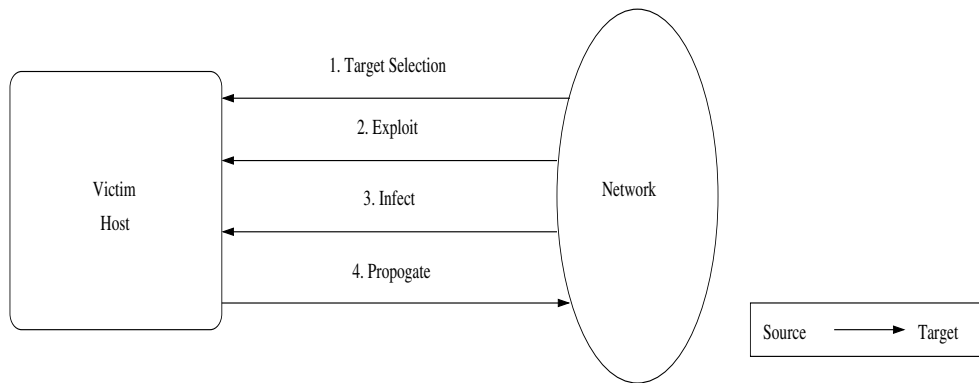 1. Target Selection
2. Exploit
3. Infect
4. Propogate
Victim
Host
Network
Source
Target